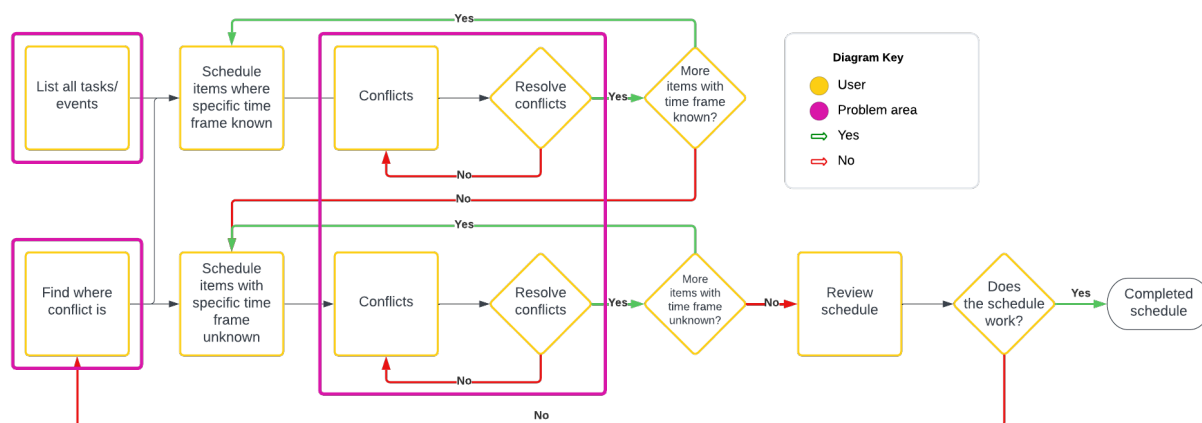 Yes
List all tasks/
events
Schedule
items where
specific time
frame known
Conflicts
Resolve
conflicts
Yes
More
items with
time frame
known?
No
No
Diagram Key
User
Problem area
Yes
No
Yes
Find where
conflict is
Schedule
items with
specific time
frame
unknown
Conflicts
Resolve
conflicts
Yes
More
items with
time frame
unknown?
No
Review
schedule
Does
the schedule
work?
Yes
Completed
schedule
No
No